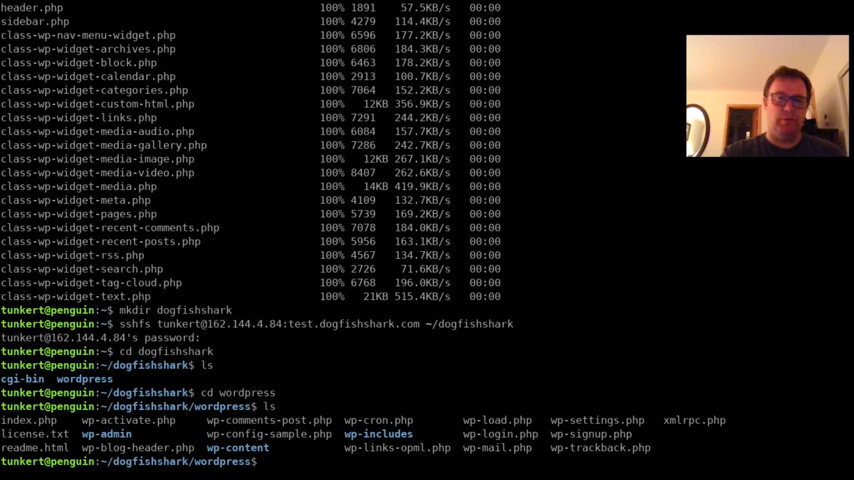 header.php 100% 1891 57.5KB/s 00:00
sidebar.php 100% 4279 114.4KB/s 00:00
class-wp-nav-menu-widget.php 100% 6596 177.2KB/s 00:00
class-wp-widget-archives.php 100% 6806 184.3KB/s 00:00
class-wp-widget-block.php 100% 6463 178.2KB/s 00:00
class-wp-widget-calendar.php 100% 2913 100.7KB/s 00:00
class-wp-widget-categories.php 100% 7064 152.2KB/s 00:00
class-wp-widget-custom-html.php 100% 12KB 356.9KB/s 00:00
class-wp-widget-links.php 100% 7291 244.2KB/s 00:00
class-wp-widget-media-audio.php 100% 6084 157.7KB/s 00:00
class-wp-widget-media-gallery.php 100% 7286 242.7KB/s 00:00
class-wp-widget-media-image.php 100% 12KB 267.1KB/s 00:00
class-wp-widget-media-video.php 100% 8407 262.6KB/s 00:00
class-wp-widget-media.php 100% 14KB 419.9KB/s 00:00
class-wp-widget-meta.php 100% 4109 132.7KB/s 00:00
class-wp-widget-pages.php 100% 5739 169.2KB/s 00:00
class-wp-widget-recent-comments.php 100% 7078 184.0KB/s 00:00
class-wp-widget-recent-posts.php 100% 5956 163.1KB/s 00:00
class-wp-widget-rss.php 100% 4567 134.7KB/s 00:00
class-wp-widget-search.php 100% 2726 71.6KB/s 00:00
class-wp-widget-tag-cloud.php 100% 6768 196.0KB/s 00:00
class-wp-widget-text.php 100% 21KB 515.4KB/s 00:00
tunkert@penguin:~$ mkdir dogfishshark
tunkert@penguin:~$ sshfs tunkert@162.144.4.84:test.dogfishshark.com ~/dogfishshark
tunkert@162.144.4.84's password:
tunkert@penguin:~$ cd dogfishshark
tunkert@penguin:~/dogfishshark$ ls
cgi-bin wordpress
tunkert@penguin:~/dogfishshark$ cd wordpress
tunkert@penguin:~/dogfishshark/wordpress$ ls
index.php wp-activate.php wp-comments-post.php wp-cron.php wp-load.php wp-settings.php xmlrpc.php
license.txt wp-admin wp-config-sample.php wp-includes wp-login.php wp-signup.php
readme.html wp-blog-header.php wp-content wp-links-opml.php wp-mail.php wp-trackback.php
tunkert@penguin:~/dogfishshark/wordpress$